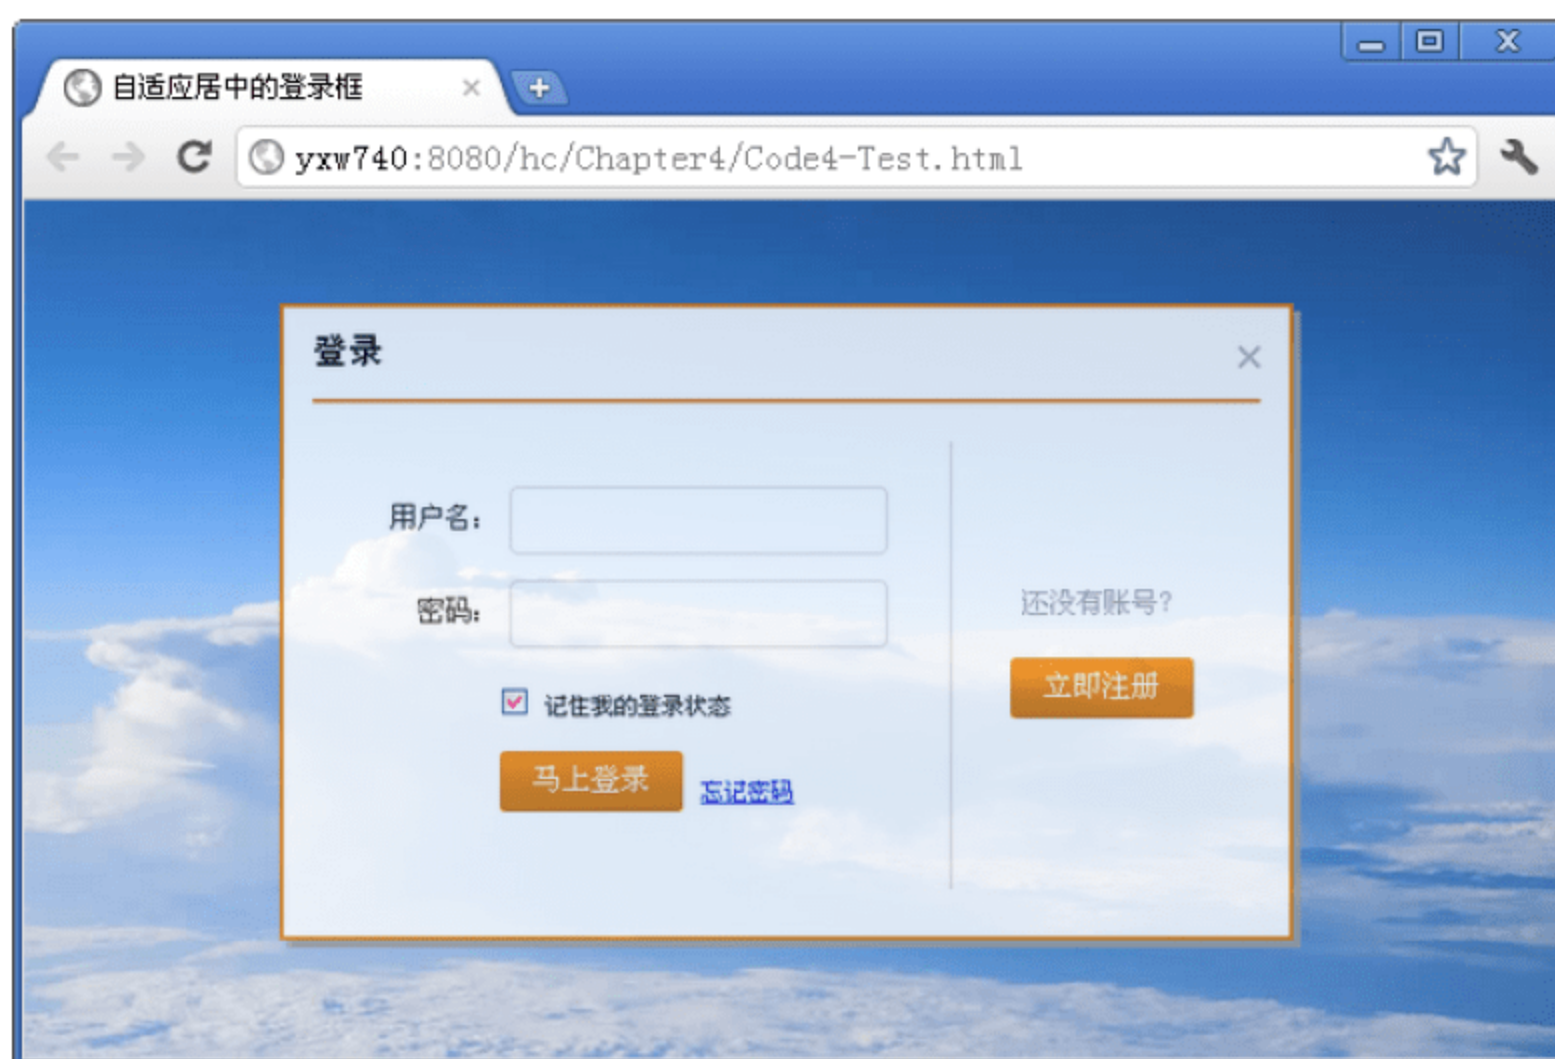 自适应居中的登录框
yxw740:8080/hc/Chapter4/Code4-Test.html
登录
用户名:
密码:
还没有账号?
立即注册
记住我的登录状态
马上登录 忘记密码